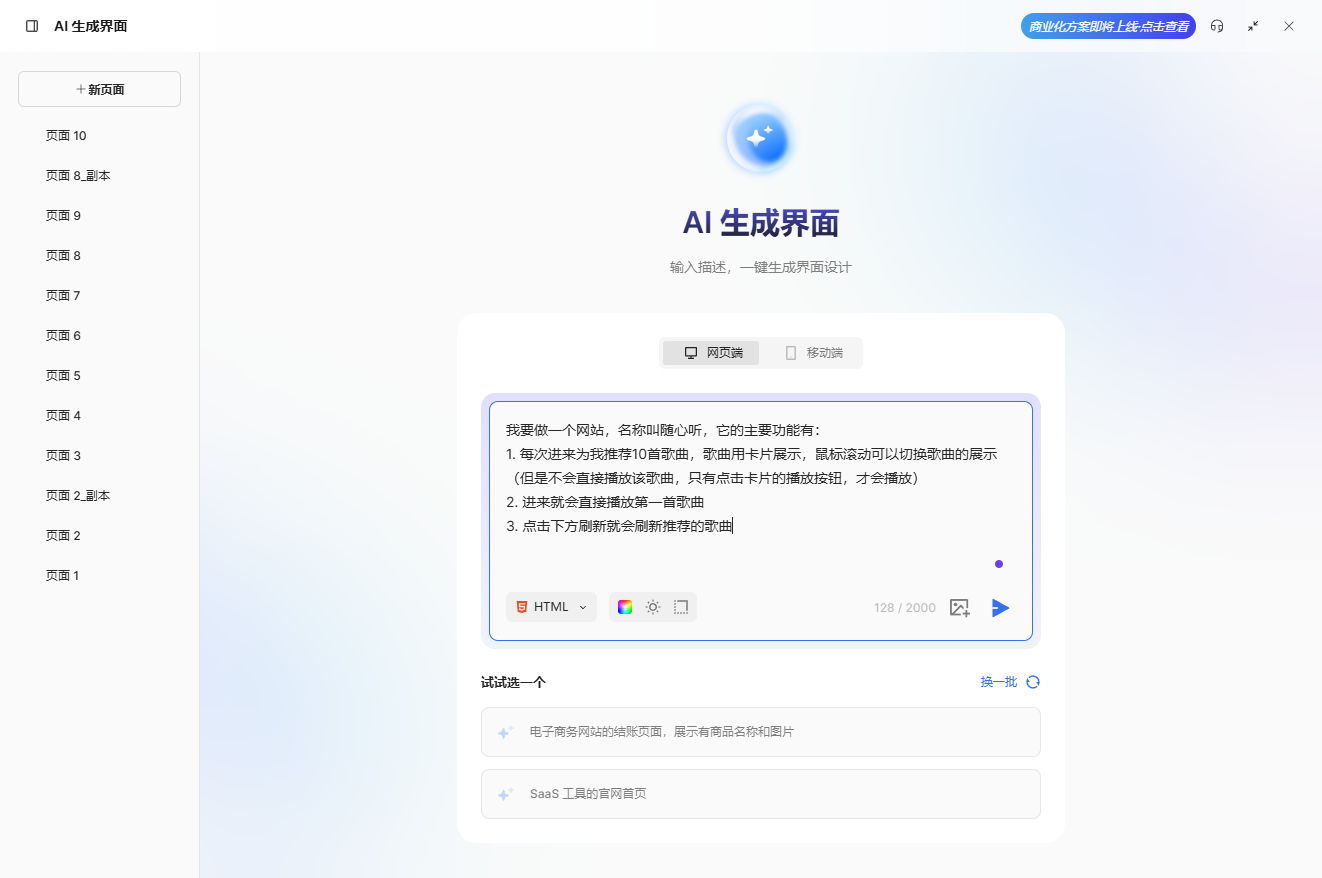 AI 生成界面
商业化方案即将上线·点击查看
新页面
页面 10
页面 8_副本
页面 9
页面 8
页面 7
页面 6
页面 5
页面 4
页面 3
页面 2_副本
页面 2
页面 1
AI 生成界面
输入描述，一键生成界面设计
网页端
移动端
我要做一个网站，名称叫随心听，它的主要功能有：
1. 每次进来为我推荐10首歌曲，歌曲用卡片展示，鼠标滚动可以切换歌曲的展示
（但是不会直接播放该歌曲，只有点击卡片的播放按钮，才会播放）
2. 进来就会直接播放第一首歌曲
3. 点击下方刷新就会刷新推荐的歌曲
HTML
128 / 2000
试试选一个
换一批
电子商务网站的结账页面，展示有商品名称和图片
SaaS 工具的官网首页